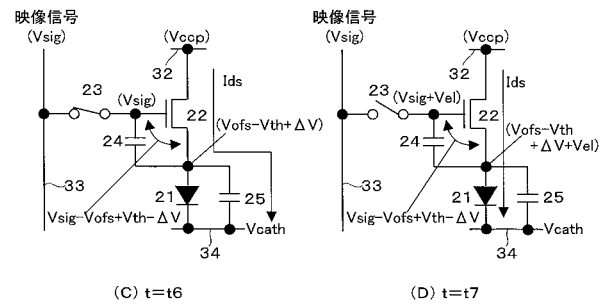 映像信号
(Vsig)
(Vccp)
32
Ids
23
(Vsig)
22
24
(Vofs−Vth+ΔV)
33
21
25
Vsig−Vofs+Vth−ΔV
Vcath
34
(C) t=t6
映像信号
(Vsig)
(Vccp)
32
Ids
23
(Vsig+Vel)
22
24
(Vofs−Vth
+ΔV+Vel)
33
21
25
Vsig−Vofs+Vth−ΔV
Vcath
34
(D) t=t7